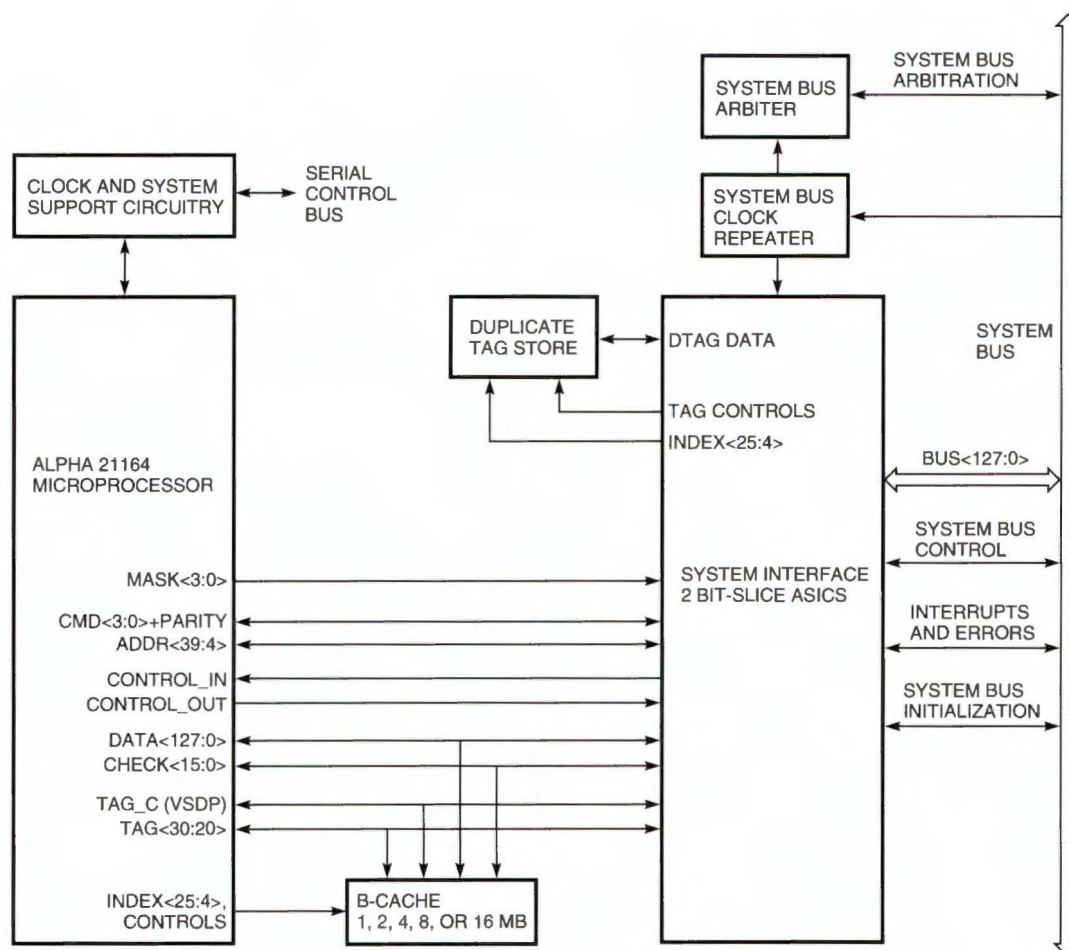 SYSTEM BUS
ARBITRATION
SYSTEM BUS
ARBITER
CLOCK AND SYSTEM
SUPPORT CIRCUITRY
SERIAL
CONTROL
BUS
SYSTEM BUS
CLOCK
REPEATER
DUPLICATE
TAG STORE
DTAG DATA
SYSTEM
BUS
TAG CONTROLS
INDEX<25:4>
ALPHA 21164
MICROPROCESSOR
BUS<127:0>
SYSTEM BUS
CONTROL
SYSTEM INTERFACE
2 BIT-SLICE ASICS
MASK<3:0>
CMD<3:0>+PARITY
ADDR<39:4>
INTERRUPTS
AND ERRORS
CONTROL_IN
CONTROL_OUT
SYSTEM BUS
INITIALIZATION
DATA<127:0>
CHECK<15:0>
TAG_C (VSDP)
TAG<30:20>
INDEX<25:4>,
CONTROLS
B-CACHE
1, 2, 4, 8, OR 16 MB